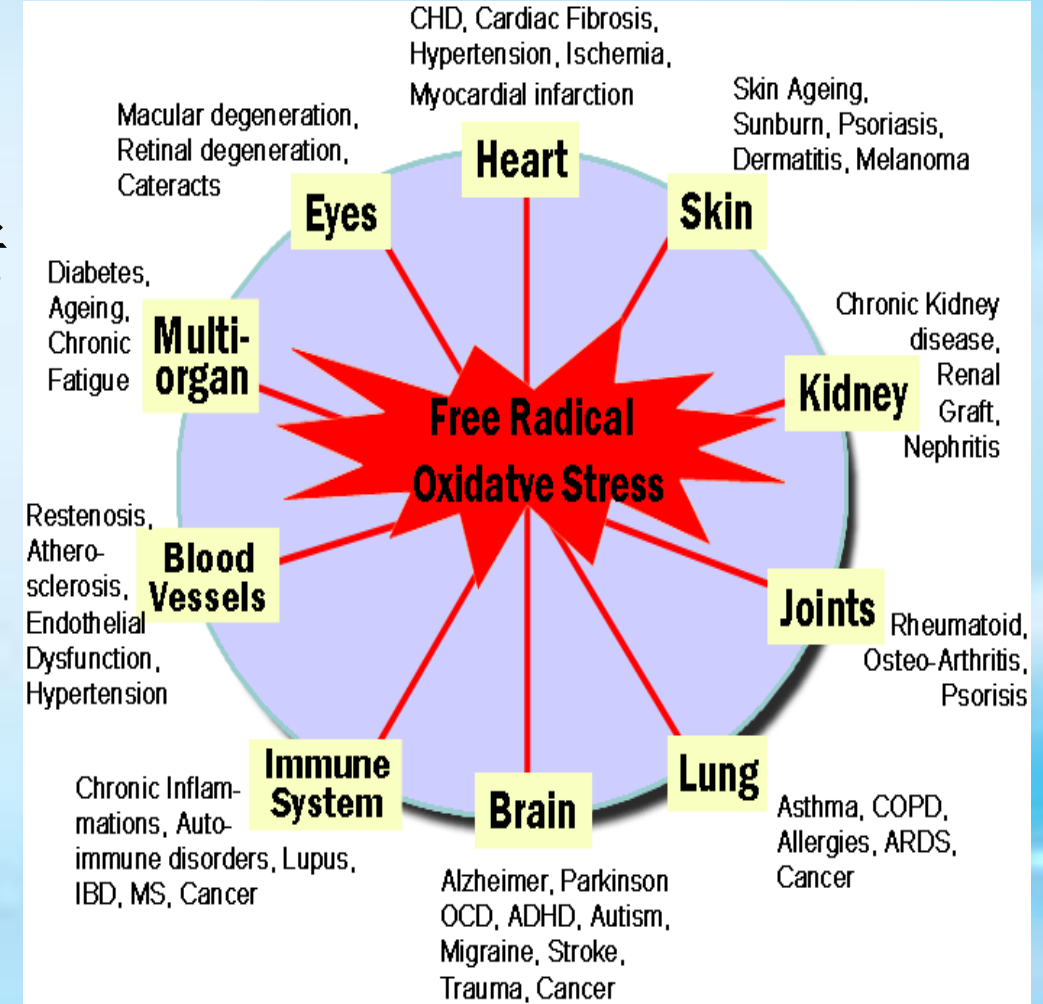 CHD, Cardiac Fibrosis,
Hypertension, Ischemia,
Myocardial infarction
Heart
Skin Ageing,
Sunburn, Psoriasis,
Dermatitis, Melanoma
Skin
Macular degeneration,
Retinal degeneration,
Cateracts
Eyes
Diabetes,
Ageing,
Chronic
Fatigue
Multi-
organ
Chronic Kidney
disease,
Renal
Graft,
Nephritis
Kidney
Free Radical
Oxidatve Stress
Restenosis,
Athero-
sclerosis,
Endothelial
Dysfunction,
Hypertension
Blood
Vessels
Joints
Rheumatoid,
Osteo-Arthritis,
Psorisis
Immune
System
Chronic Inflam-
mations, Auto-
immune disorders, Lupus,
IBD, MS, Cancer
Brain
Alzheimer, Parkinson
OCD, ADHD, Autism,
Migraine, Stroke,
Trauma, Cancer
Lung
Asthma, COPD,
Allergies, ARDS,
Cancer